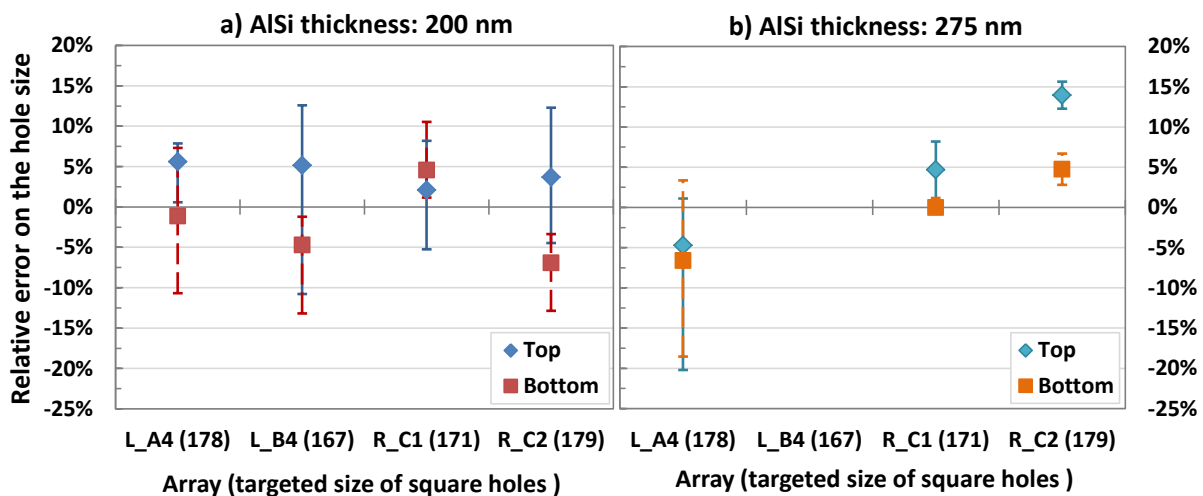 a) AlSi thickness: 200 nm
b) AlSi thickness: 275 nm
Relative error on the hole size
20%
15%
10%
5%
0%
-5%
-10%
-15%
-20%
-25%
Top
Bottom
L_A4 (178) L_B4 (167) R_C1 (171) R_C2 (179)
Array (targeted size of square holes )
20%
15%
10%
5%
0%
-5%
-10%
-15%
-20%
-25%
Top
Bottom
L_A4 (178) L_B4 (167) R_C1 (171) R_C2 (179)
Array (targeted size of square holes )